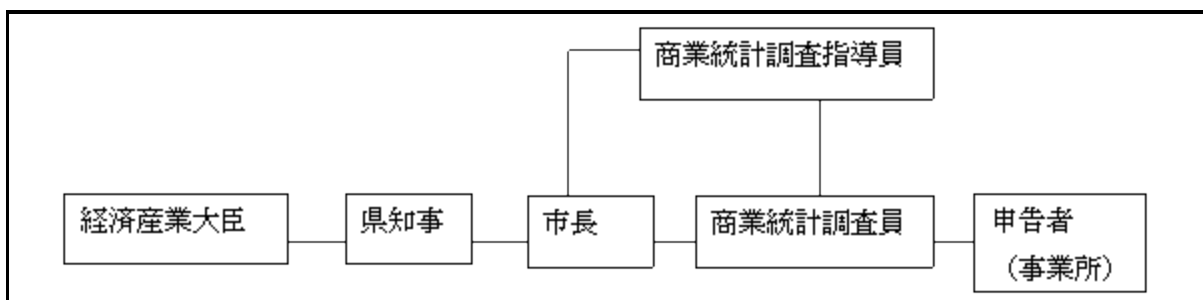 商業統計調査指導員
経済産業大臣
県知事
市長
商業統計調査員
申告者
（事業所）